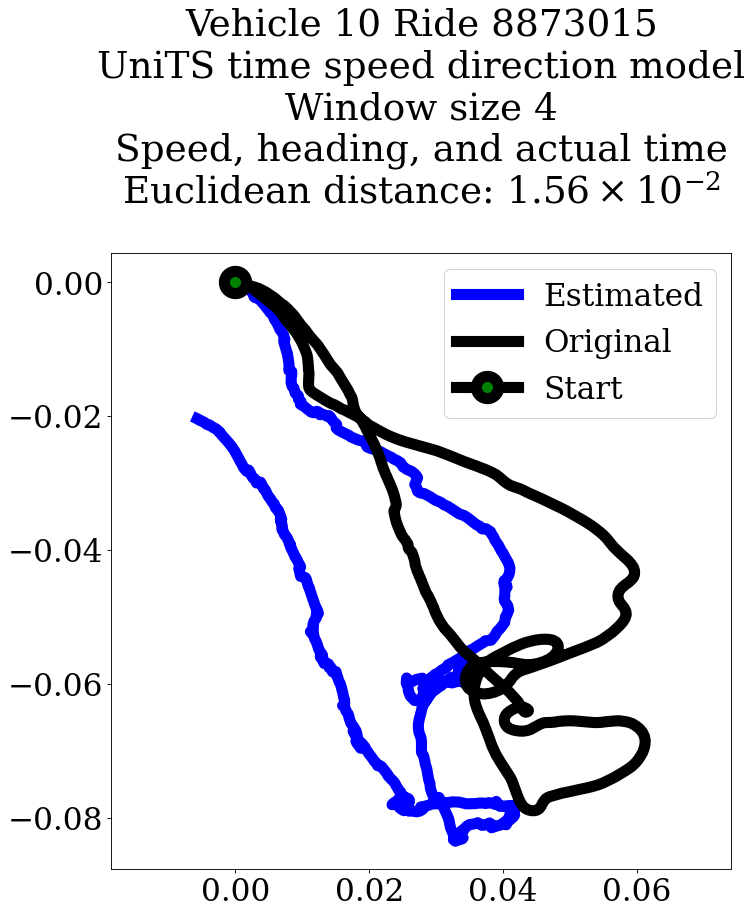 Vehicle 10 Ride 8873015
UniTS time speed direction model
Window size 4
Speed, heading, and actual time
Euclidean distance: 1.56 × 10⁻²
Estimated
Original
Start
0.00
−0.02
−0.04
−0.06
−0.08
0.00 0.02 0.04 0.06